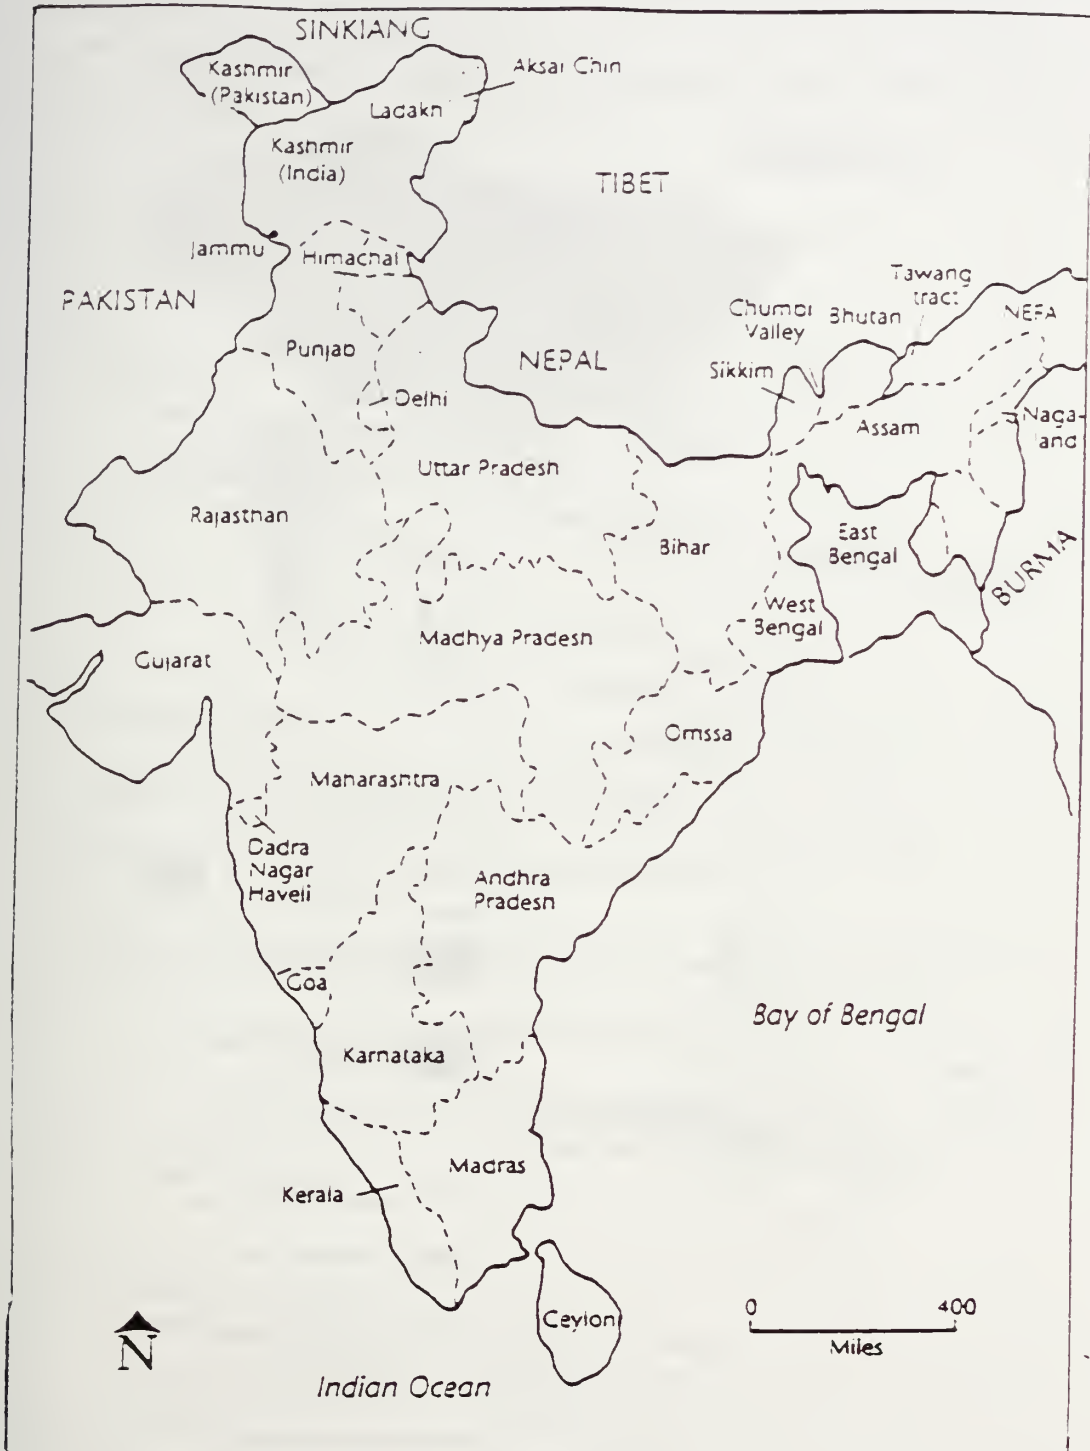 SINKIANG
Kashmir
(Pakistan)
Aksai Chin
Ladakh
Kashmir
(India)
TIBET
Jammu
Himachal
PAKISTAN
Tawang
tract
Chumbi
Valley
Bhutan
NEFA
Punjab
NEPAL
Sikkim
Delhi
Assam
Naga-
land
Uttar Pradesh
Rajasthan
Bihar
East
Bengal
BURMA
West
Bengal
Madhya Pradesh
Gujarat
Orissa
Maharashtra
Dadra
Nagar
Haveli
Andhra
Pradesh
Goa
Bay of Bengal
Karnataka
Madras
Kerala
Ceylon
0 400
Miles
N
Indian Ocean